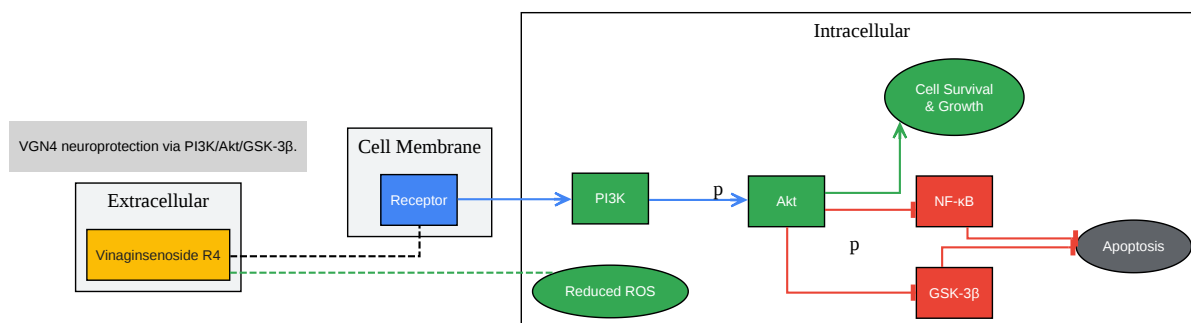 Intracellular
Cell Survival
& Growth
VGN4 neuroprotection via PI3K/Akt/GSK-3β.
Cell Membrane
Extracellular
Receptor
PI3K
p
Akt
NF-κB
Vinaginsenoside R4
p
Apoptosis
Reduced ROS
GSK-3β